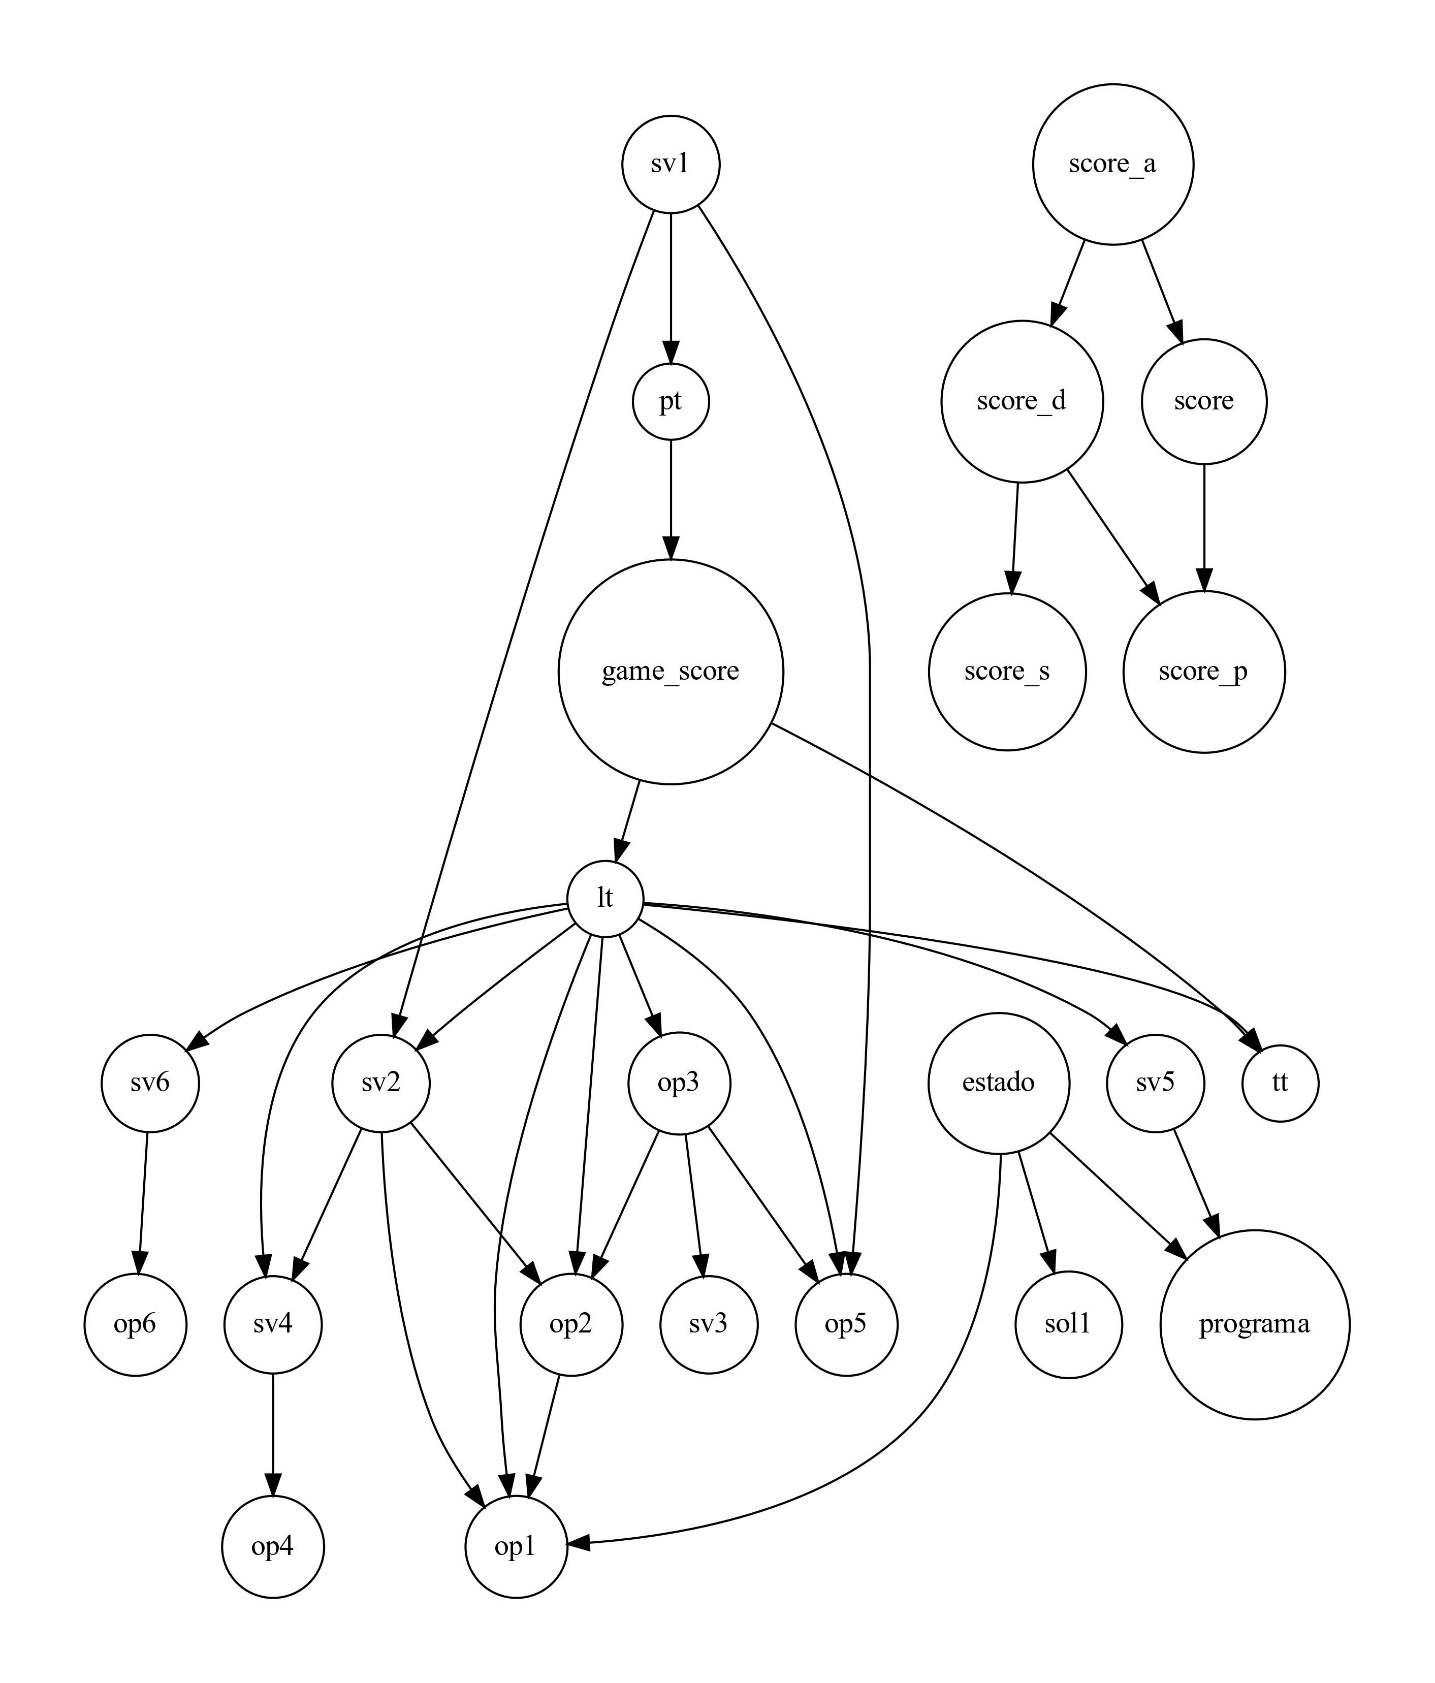 sv1
score_a
pt
score_d
score
game_score
score_s
score_p
lt
sv6
sv2
op3
estado
sv5
tt
op6
sv4
op2
sv3
op5
sol1
programa
op4
op1